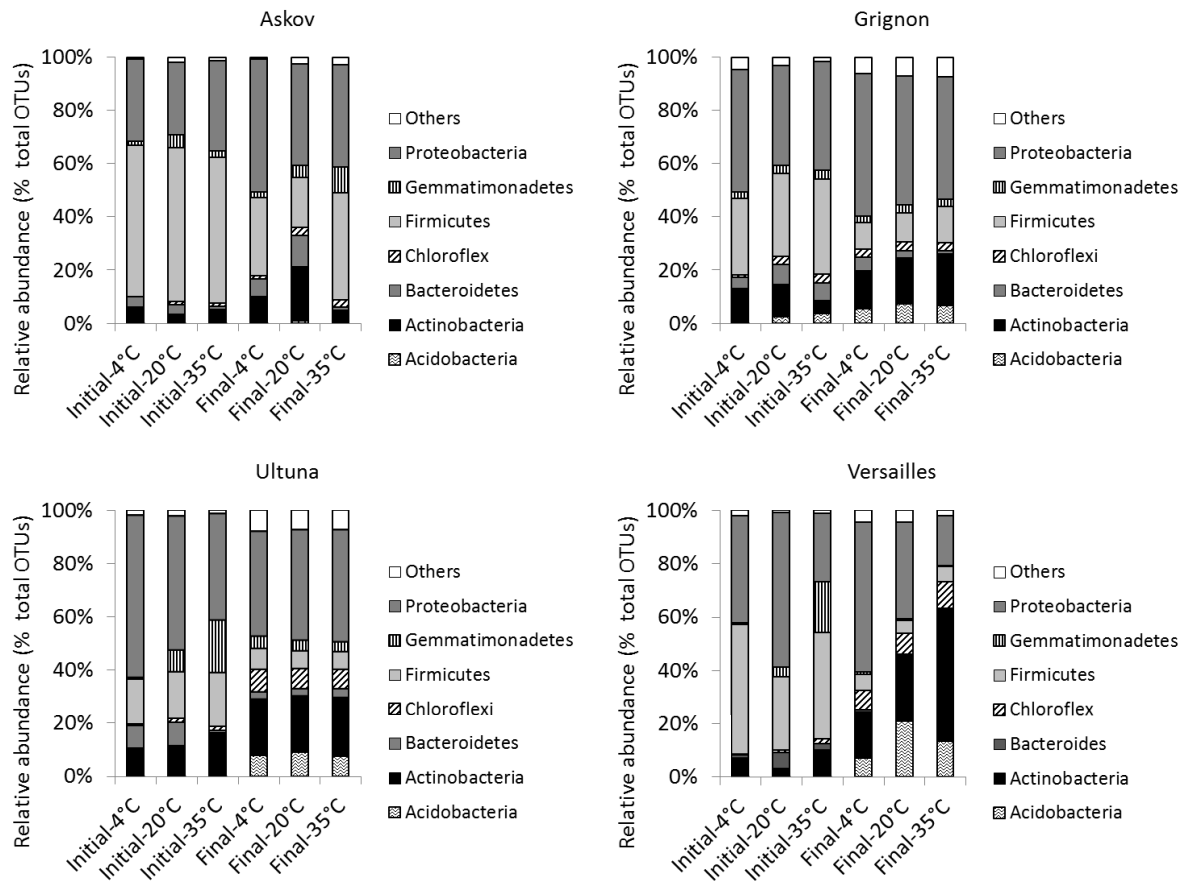 Askov
Relative abundance (% total OTUs)
100%
80%
60%
40%
20%
0%
Initial-4°C
Initial-20°C
Initial-35°C
Final-4°C
Final-20°C
Final-35°C
Others
Proteobacteria
Gemmatimonadetes
Firmicutes
Chloroflex
Bacteroidetes
Actinobacteria
Acidobacteria
Grignon
Relative abundance (% total OTUs)
100%
80%
60%
40%
20%
0%
Initial-4°C
Initial-20°C
Initial-35°C
Final-4°C
Final-20°C
Final-35°C
Others
Proteobacteria
Gemmatimonadetes
Firmicutes
Chloroflexi
Bacteroidetes
Actinobacteria
Acidobacteria
Ultuna
Relative abundance (% total OTUs)
100%
80%
60%
40%
20%
0%
Initial-4°C
Initial-20°C
Initial-35°C
Final-4°C
Final-20°C
Final-35°C
Others
Proteobacteria
Gemmatimonadetes
Firmicutes
Chloroflexi
Bacteroidetes
Actinobacteria
Acidobacteria
Versailles
Relative abundance (% total OTUs)
100%
80%
60%
40%
20%
0%
Initial-4°C
Initial-20°C
Initial-35°C
Final-4°C
Final-20°C
Final-35°C
Others
Proteobacteria
Gemmatimonadetes
Firmicutes
Chloroflex
Bacteroides
Actinobacteria
Acidobacteria